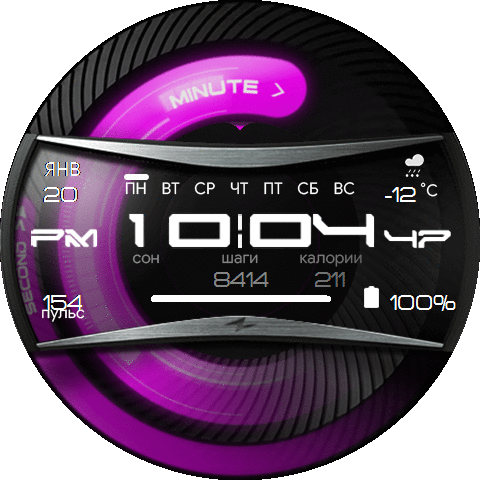 MINUTE >
ЯНВ
20
ПН ВТ СР ЧТ ПТ СБ ВС
-12°C
PM 10:04
сон шаги калории
8414 211
SECOND >>
154
пульс
100%